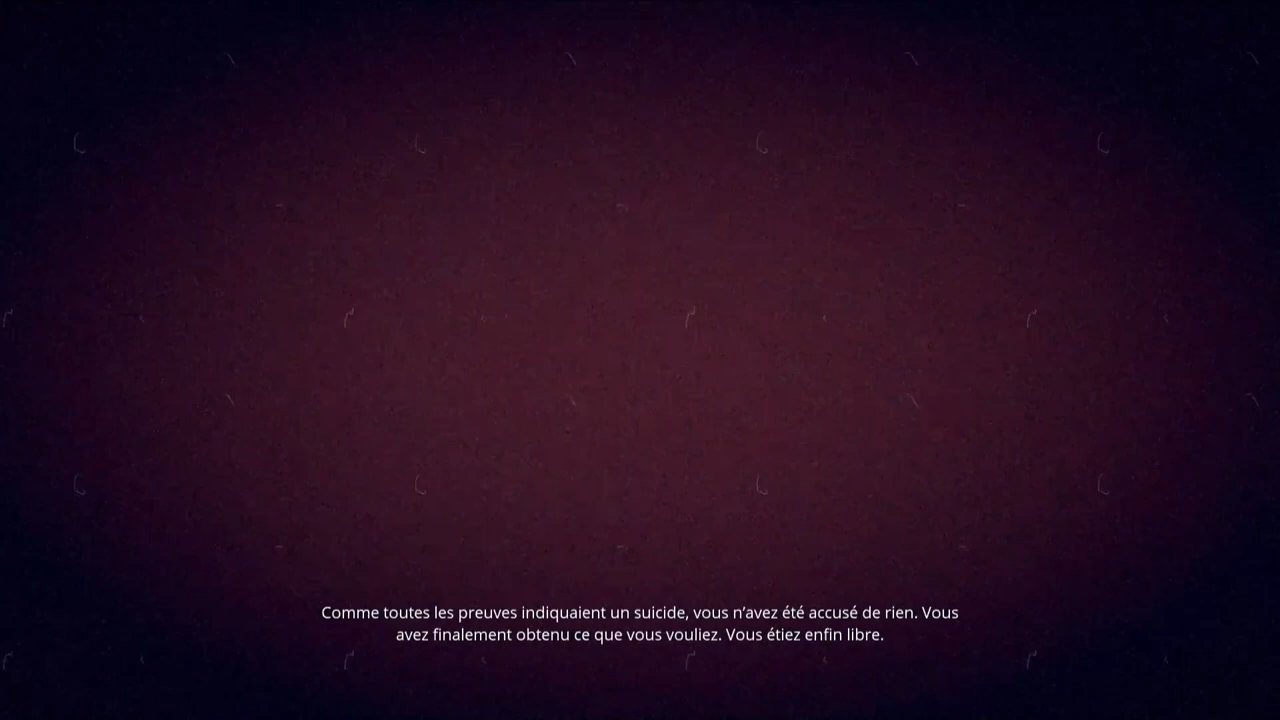 Comme toutes les preuves indiquaient un suicide, vous n’avez été accusé de rien. Vous
avez finalement obtenu ce que vous vouliez. Vous étiez enfin libre.